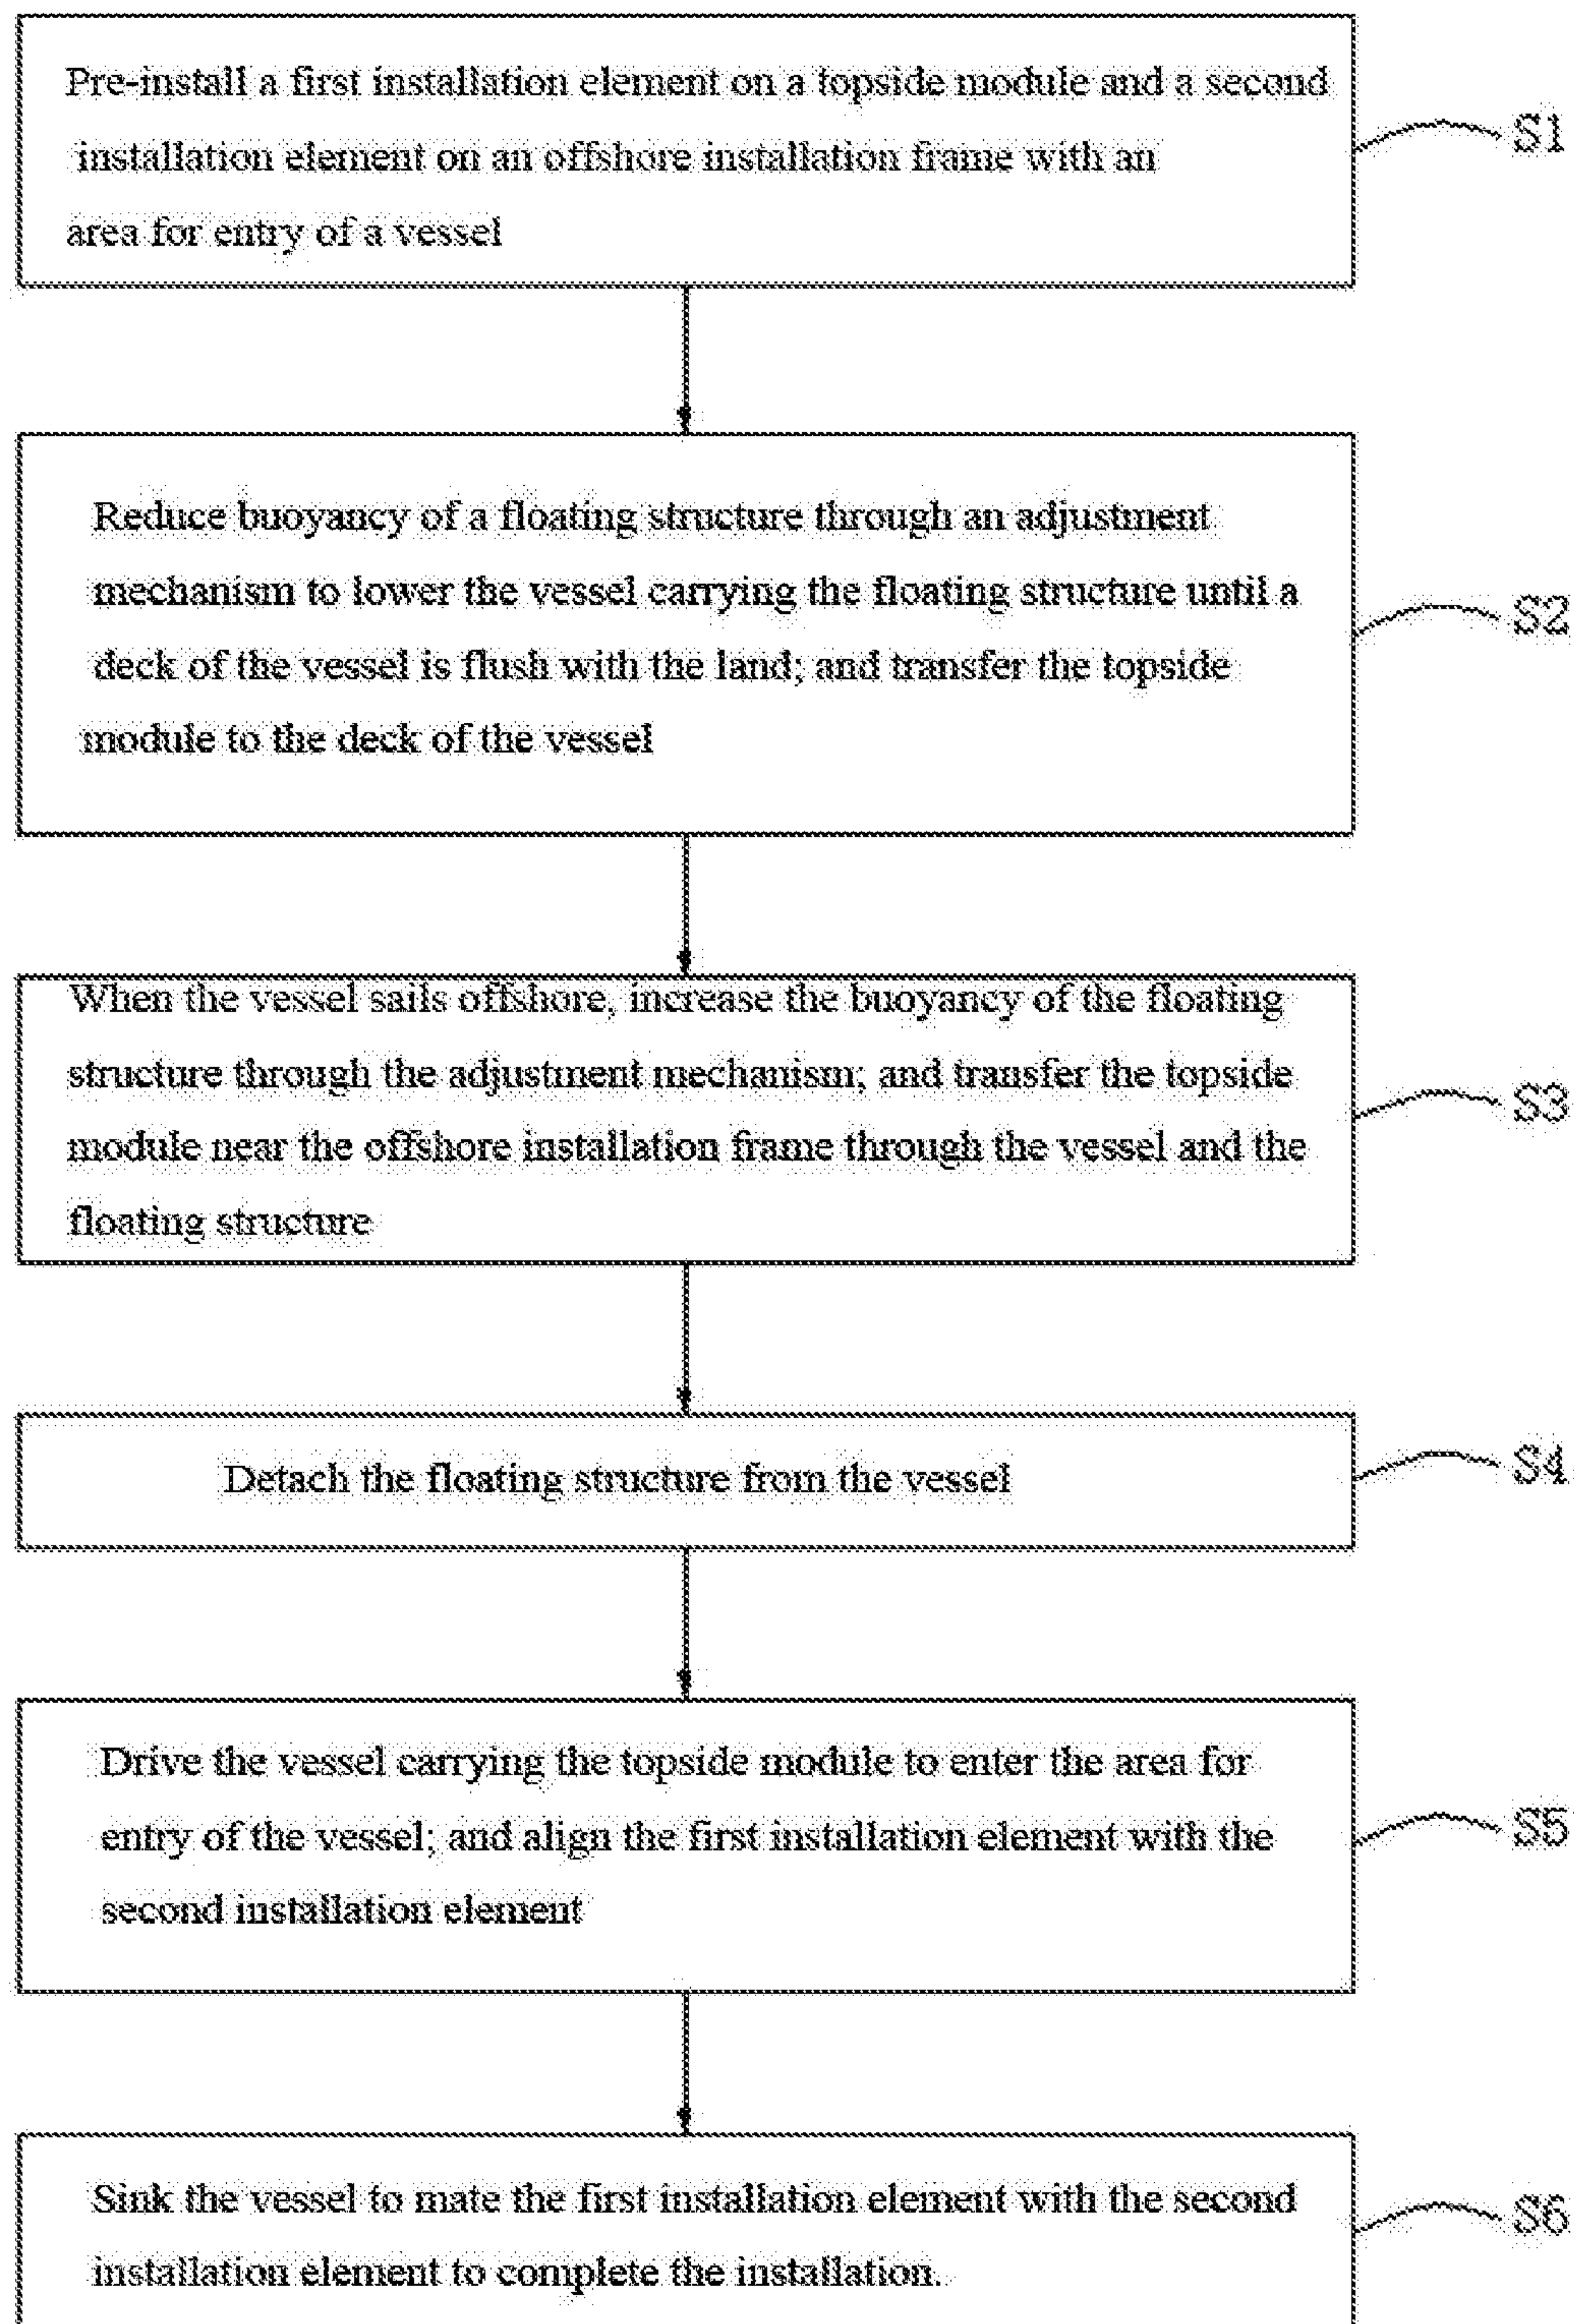 Pre-install a first installation element on a topside module and a second
installation element on an offshore installation frame with an
area for entry of a vessel
S1
Reduce buoyancy of a floating structure through an adjustment
mechanism to lower the vessel carrying the floating structure until a
deck of the vessel is flush with the land; and transfer the topside
module to the deck of the vessel
S2
When the vessel sails offshore, increase the buoyancy of the floating
structure through the adjustment mechanism; and transfer the topside
module near the offshore installation frame through the vessel and the
floating structure
S3
Detach the floating structure from the vessel
S4
Drive the vessel carrying the topside module to enter the area for
entry of the vessel; and align the first installation element with the
second installation element
S5
Sink the vessel to mate the first installation element with the second
installation element to complete the installation.
S6